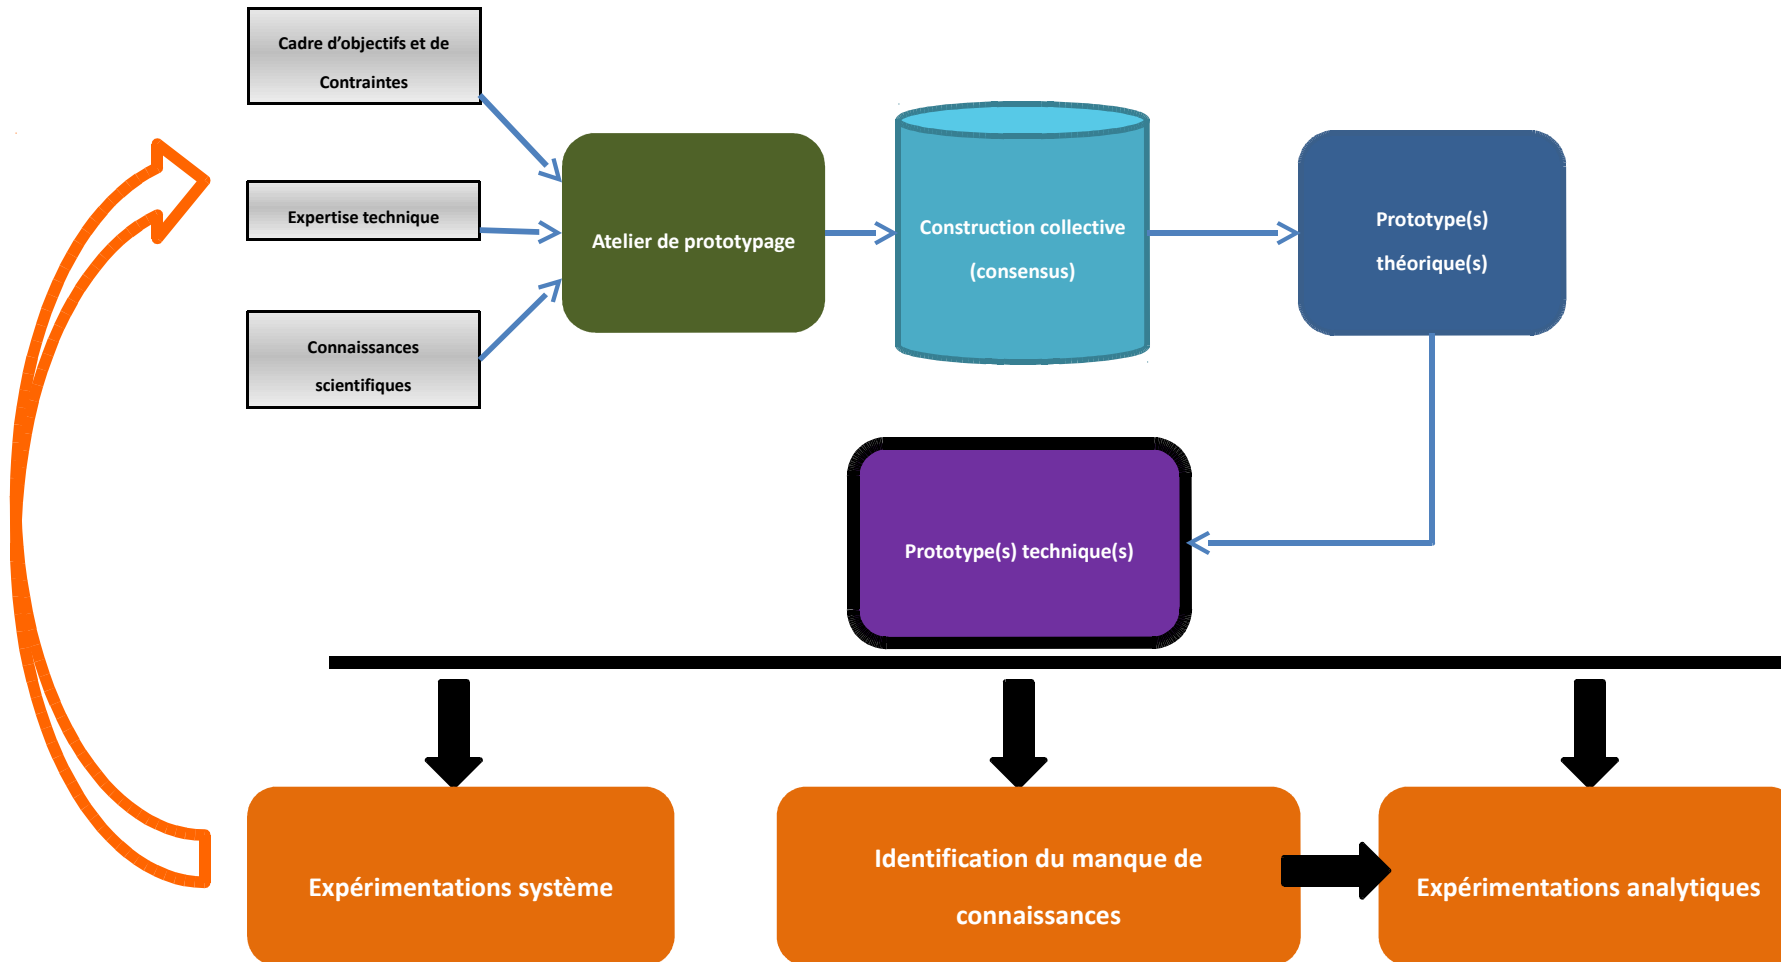 Cadre d’objectifs et de
Contraintes
Expertise technique
Connaissances
scientifiques
Atelier de prototypage
Construction collective
(consensus)
Prototype(s)
théorique(s)
Prototype(s) technique(s)
Expérimentations système
Identification du manque de
connaissances
Expérimentations analytiques